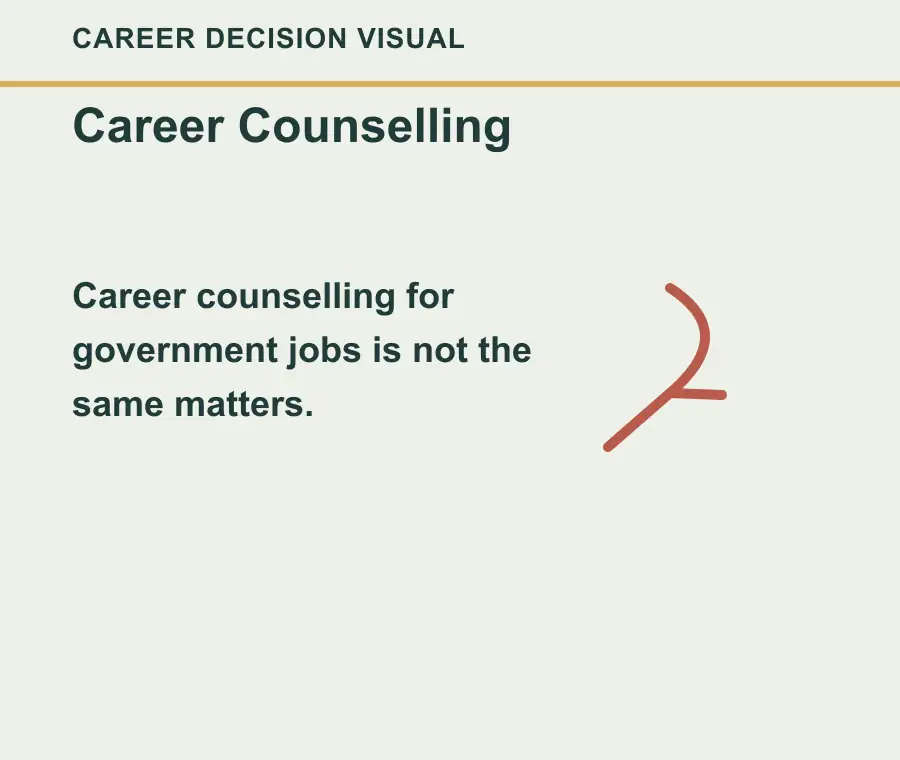 CAREER DECISION VISUAL
Career Counselling
Career counselling for
government jobs is not the
same matters.